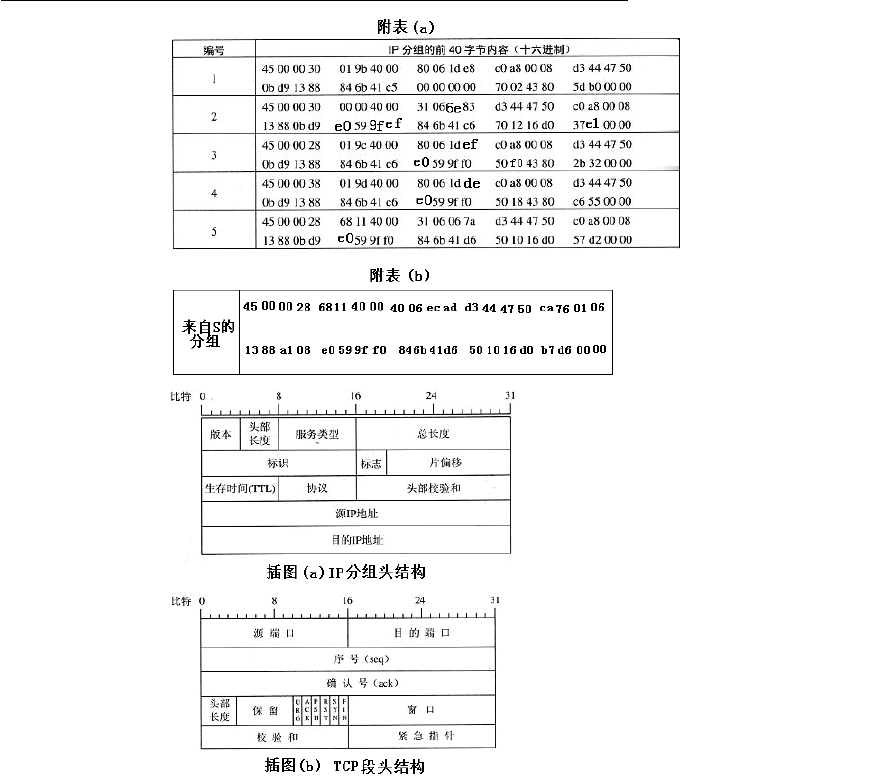 附表(a)
编号 IP 分组的前 40 字节内容（十六进制）
1 45 00 00 30 01 9b 40 00 80 06 1d e8 c0 a8 00 08 d3 44 47 50
0b d9 13 88 84 6b 41 c5 00 00 00 00 70 02 43 80 5d b0 00 00
2 45 00 00 30 00 00 40 00 31 06 6e 83 d3 44 47 50 c0 a8 00 08
13 88 0b d9 e0 59 9f ef 84 6b 41 c6 70 12 16 d0 37 e1 00 00
3 45 00 00 28 01 9c 40 00 80 06 1d ef c0 a8 00 08 d3 44 47 50
0b d9 13 88 84 6b 41 c6 e0 59 9f f0 50 f0 43 80 2b 32 00 00
4 45 00 00 38 01 9d 40 00 80 06 1d de c0 a8 00 08 d3 44 47 50
0b d9 13 88 84 6b 41 c6 e0 59 9f f0 50 18 43 80 c6 55 00 00
5 45 00 00 28 68 11 40 00 31 06 06 7a d3 44 47 50 c0 a8 00 08
13 88 0b d9 e0 59 9f f0 84 6b 41 d6 50 10 16 d0 57 d2 00 00
附表 (b)
来自S的分组
45 00 00 28 68 11 40 00 40 06 ec ad d3 44 47 50 ca 76 01 06
13 88 a1 08 e0 59 9f f0 84 6b 41 d6 50 10 16 d0 b7 d6 00 00
比特 0 8 16 24 31
版本 头部长度 服务类型 总长度
标识 标志 片偏移
生存时间(TTL) 协议 头部校验和
源IP地址
目的IP地址
插图(a)IP分组头结构
比特 0 8 16 24 31
源 端 口 目 的 端 口
序 号（seq）
确 认 号（ack）
头部长度 保 留 URG ACK PSH RST SYN FIN 窗 口
校 验 和 紧 急 指 针
插图(b) TCP段头结构